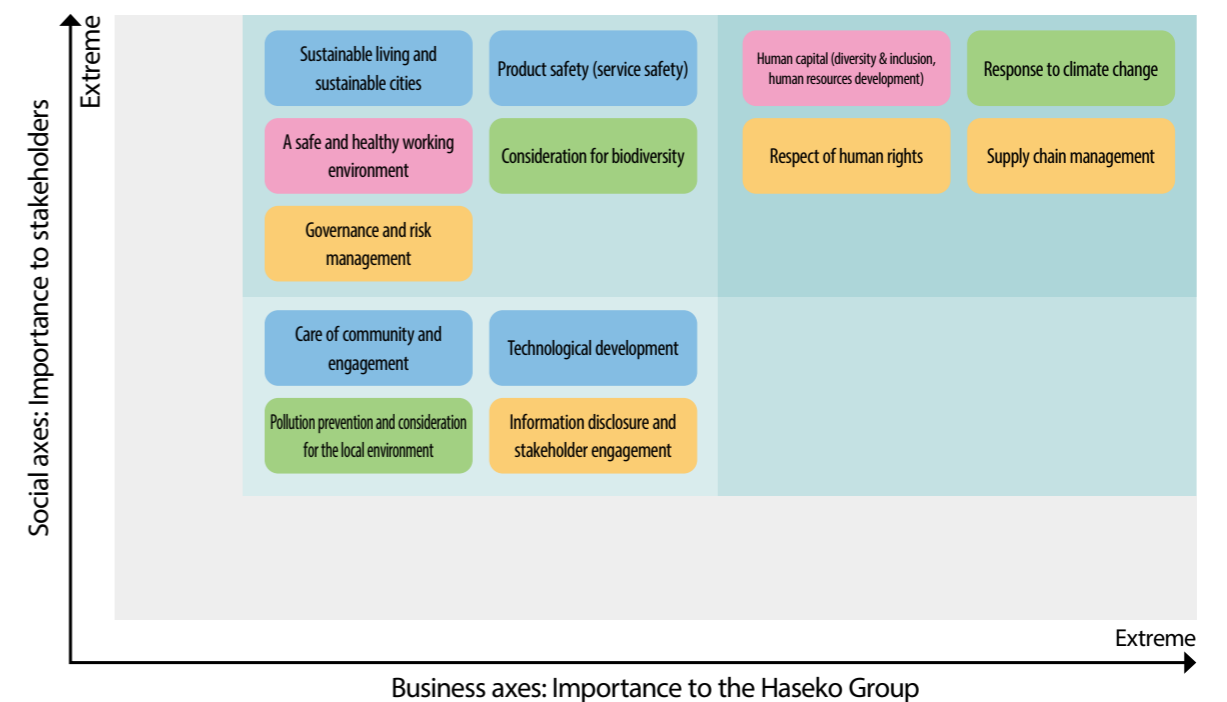 Extreme
Social axes: Importance to stakeholders
Sustainable living and
sustainable cities
Product safety (service safety)
Human capital (diversity & inclusion,
human resources development)
Response to climate change
A safe and healthy working
environment
Consideration for biodiversity
Respect of human rights
Supply chain management
Governance and risk
management
Care of community and
engagement
Technological development
Pollution prevention and consideration
for the local environment
Information disclosure and
stakeholder engagement
Extreme
Business axes: Importance to the Haseko Group